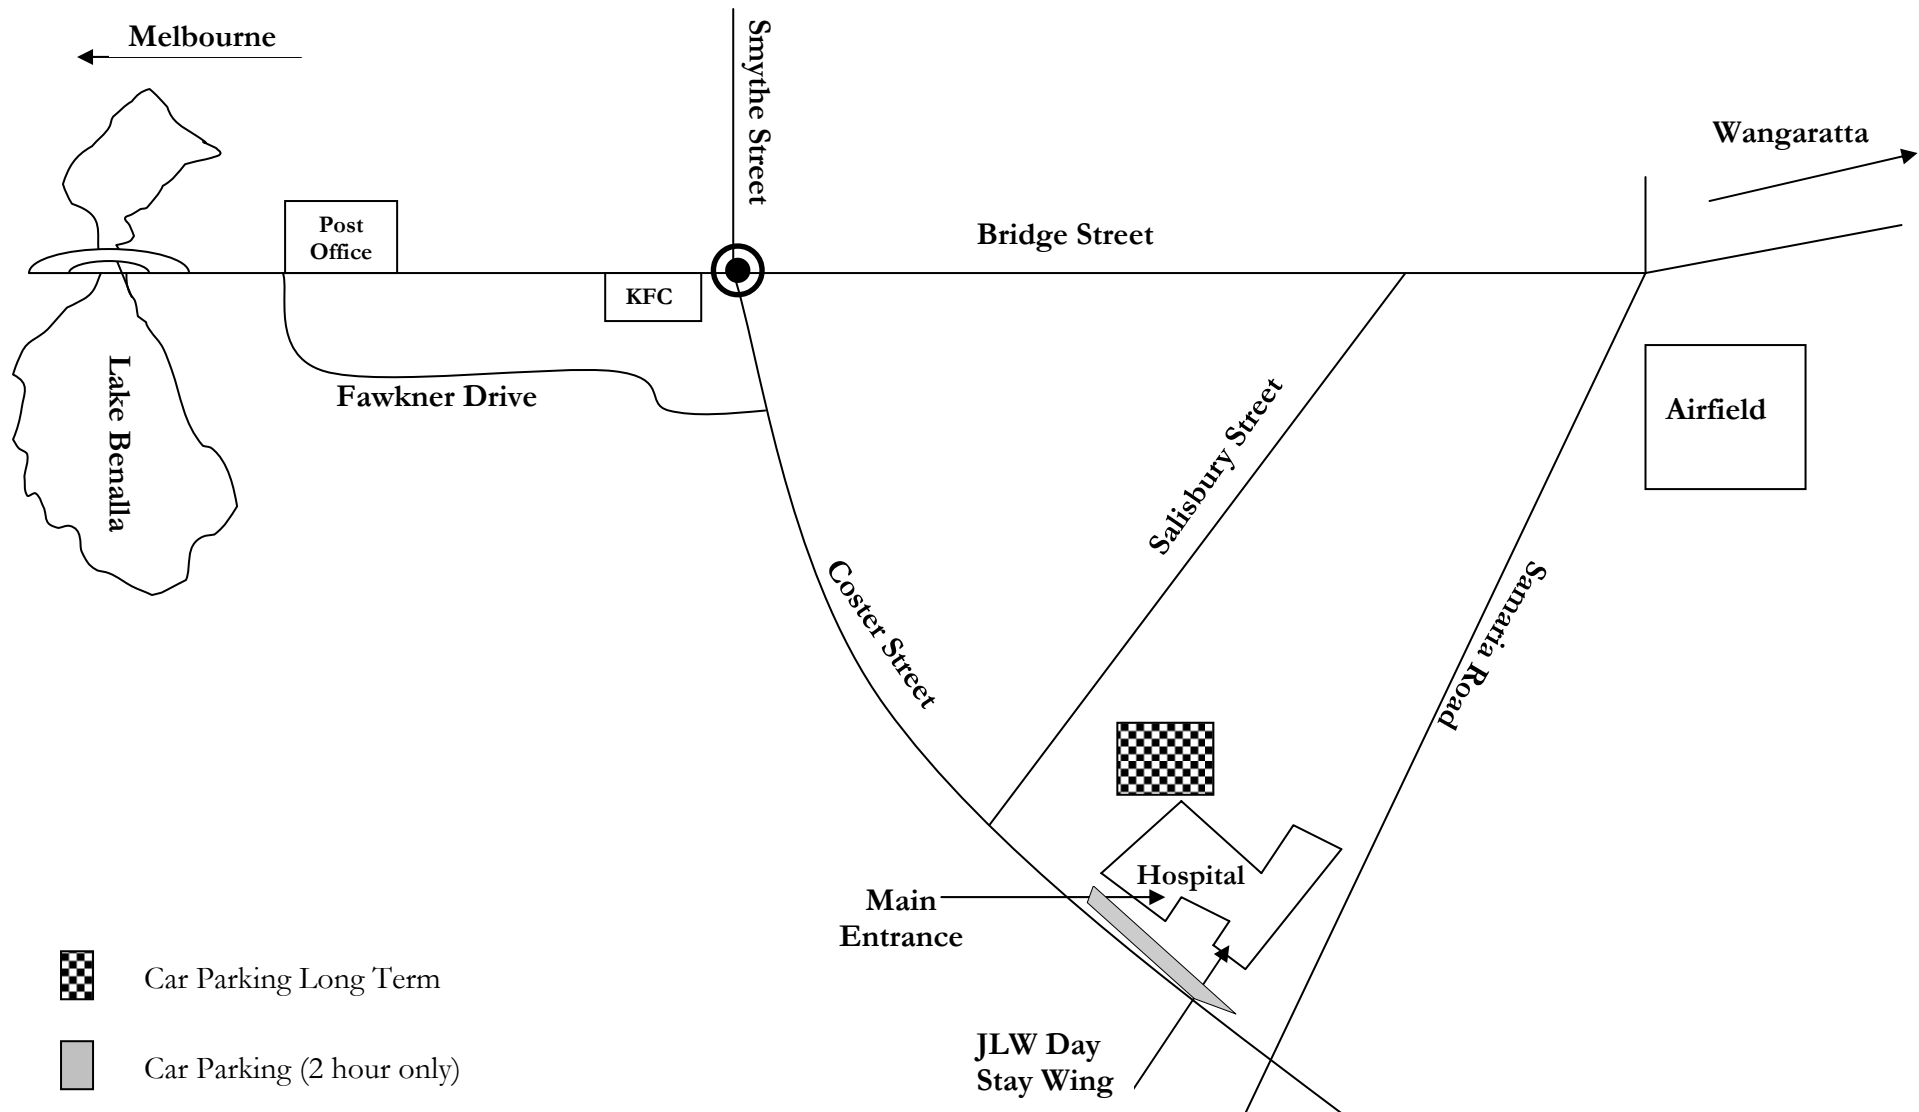 Melbourne
Smythe Street
Wangaratta
Post
Office
Bridge Street
KFC
Lake Benalla
Fawkner Drive
Salisbury Street
Airfield
Coster Street
Samaria Road
Hospital
Main
Entrance
Car Parking Long Term
JLW Day
Stay Wing
Car Parking (2 hour only)